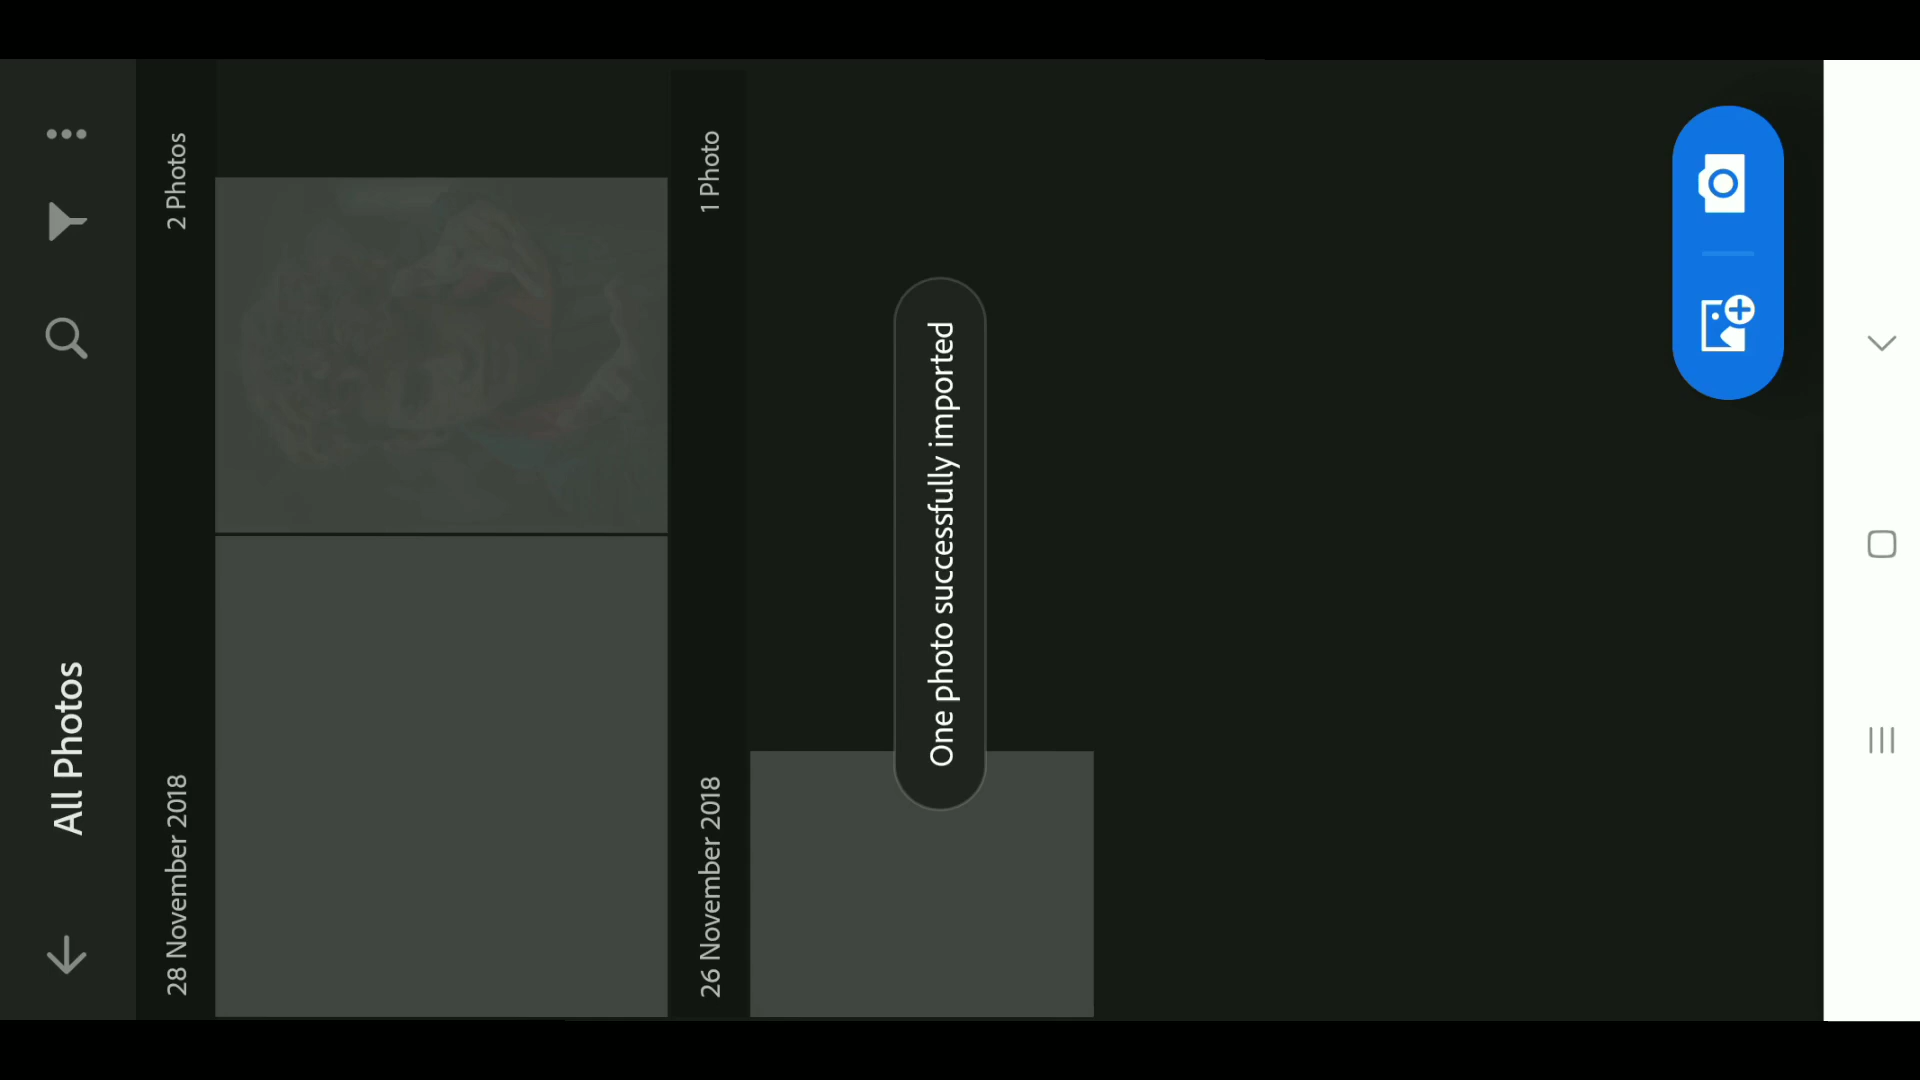 All Photos
28 November 2018
2 Photos
26 November 2018
1 Photo
One photo successfully imported